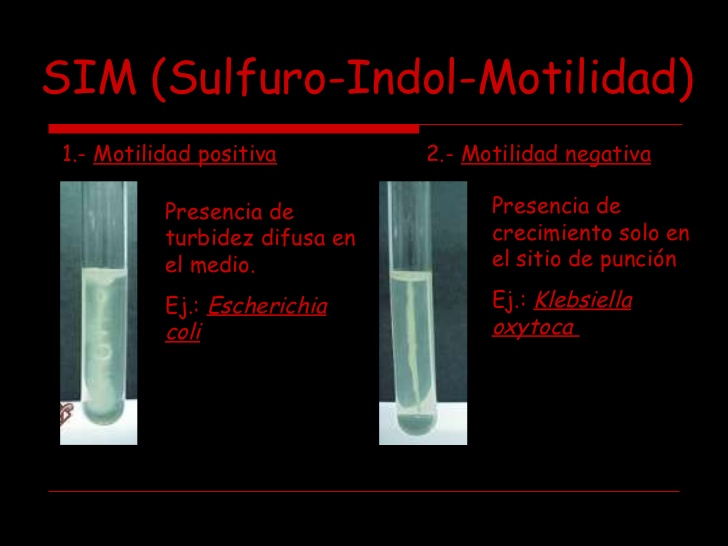 SIM (Sulfuro-Indol-Motilidad)
1.- Motilidad positiva
Presencia de
turbidez difusa en
el medio.
Ej.: Escherichia
coli
2.- Motilidad negativa
Presencia de
crecimiento solo en
el sitio de punción
Ej.: Klebsiella
oxytoca